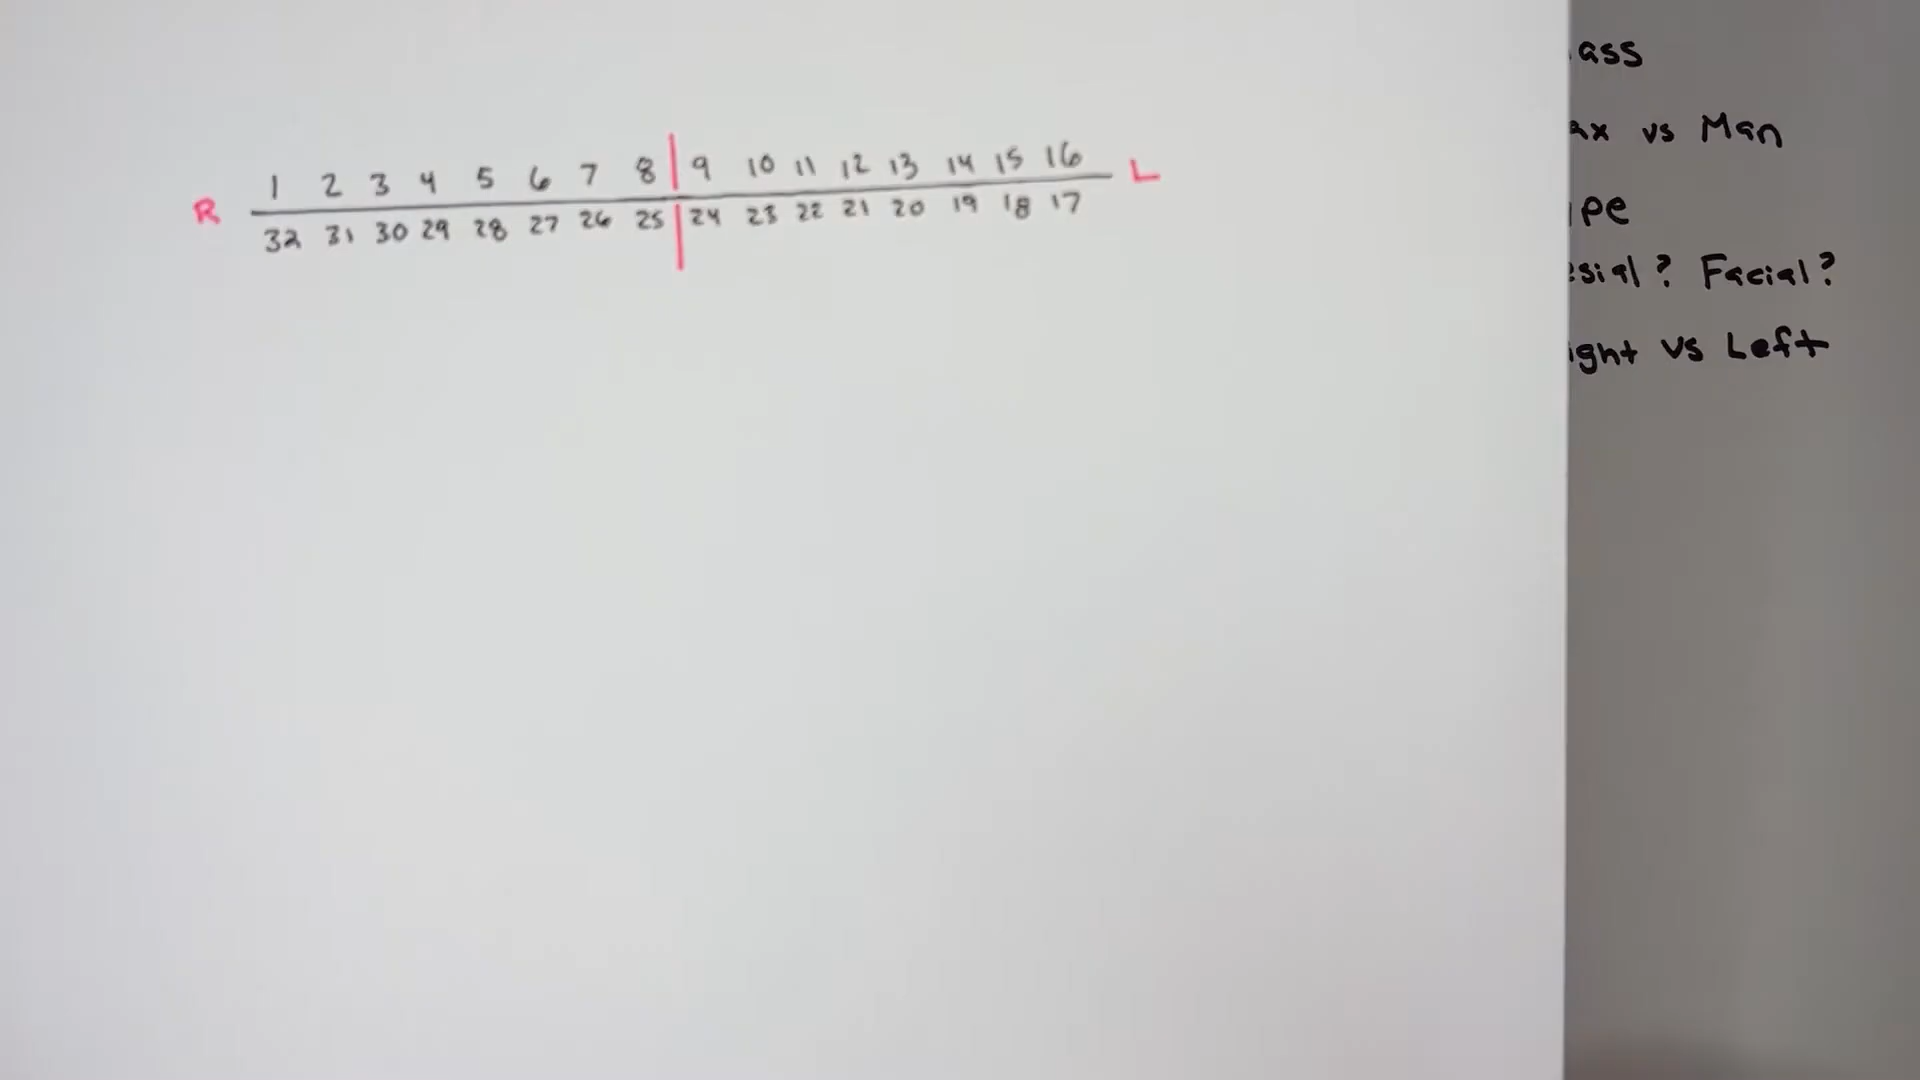 1 2 3 4 5 6 7 8 9 10 11 12 13 14 15 16
R L
32 31 30 29 28 27 26 25 24 23 22 21 20 19 18 17
ass
ax vs Man
pe
sial? Facial?
ight vs Left